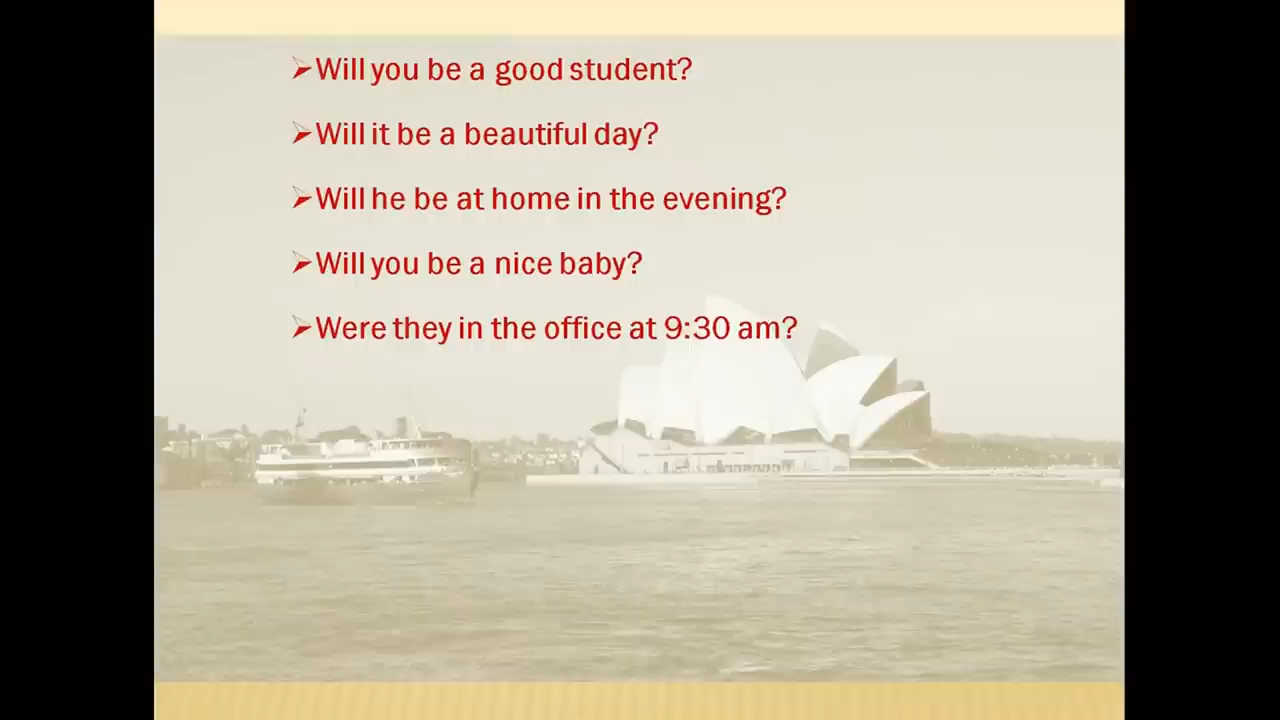 Will you be a good student?
Will it be a beautiful day?
Will he be at home in the evening?
Will you be a nice baby?
Were they in the office at 9:30 am?